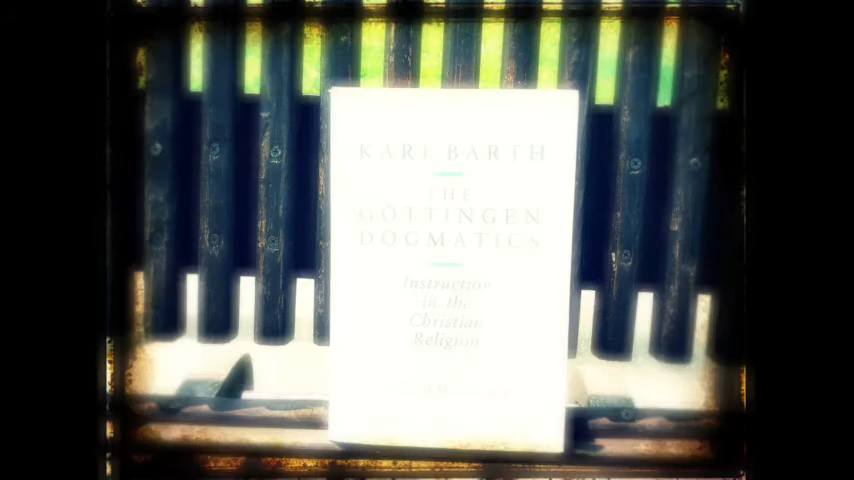 KARL BARTH
THE
GÖTTINGEN
DOGMATICS
Instruction
in the
Christian
Religion